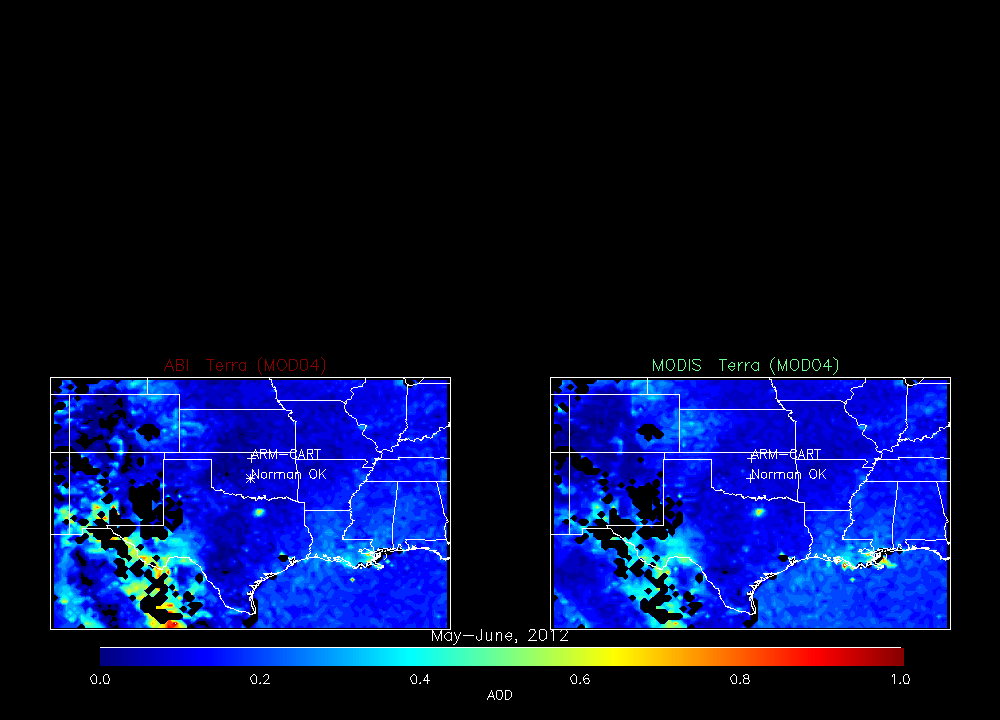 ABI Terra (MOD04)
MODIS Terra (MOD04)
ARM-CART
Norman OK
ARM-CART
Norman OK
May-June, 2012
0.0 0.2 0.4 0.6 0.8 1.0
AOD